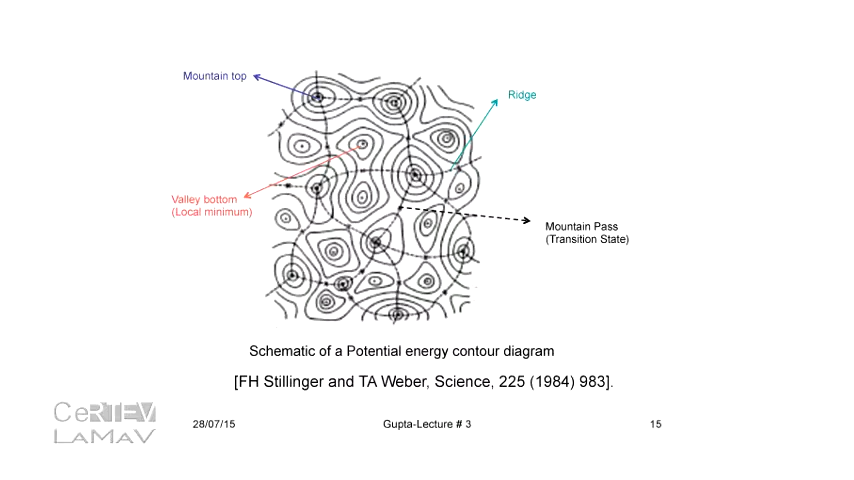 Mountain top
Ridge
Valley bottom
(Local minimum)
Mountain Pass
(Transition State)
Schematic of a Potential energy contour diagram
[FH Stillinger and TA Weber, Science, 225 (1984) 983].
CeRTEV
LaMaV
28/07/15
Gupta-Lecture # 3
15